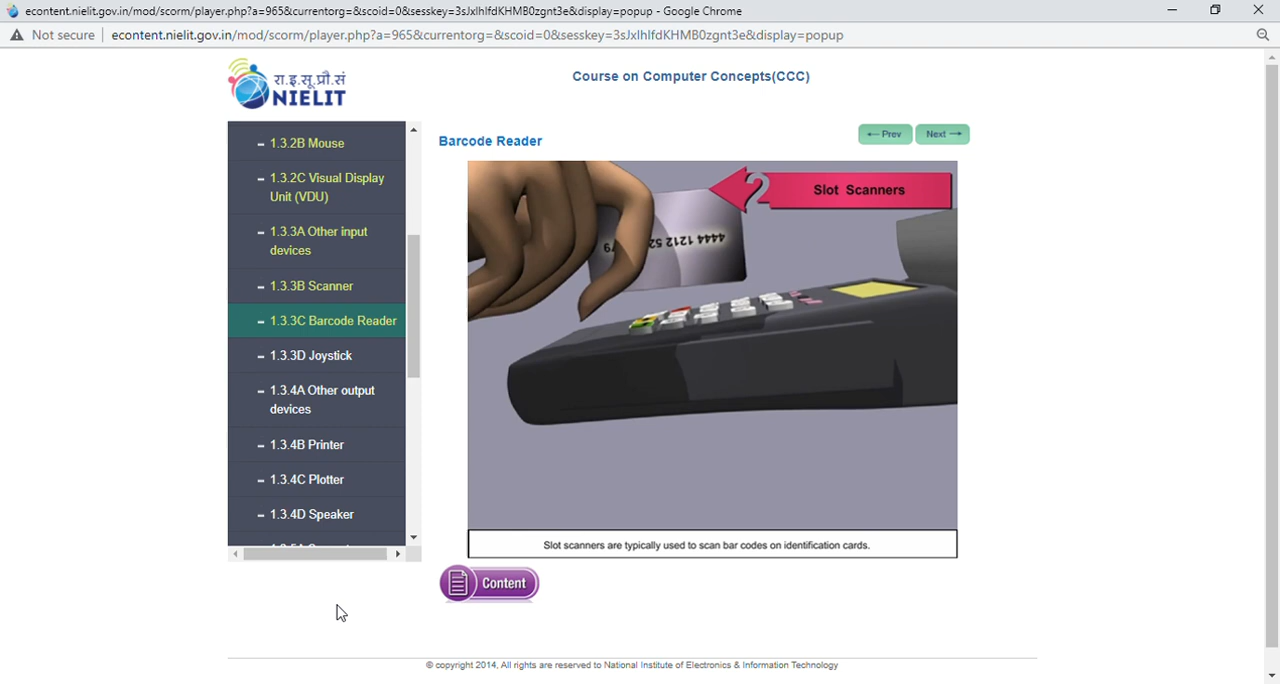 econtent.nielit.gov.in/mod/scorm/player.php?a=965&currentorg=&scoid=0&sesskey=3sJxlhlfdKHMB0zgnt3e&display=popup - Google Chrome
Not secure econtent.nielit.gov.in/mod/scorm/player.php?a=965&currentorg=&scoid=0&sesskey=3sJxlhlfdKHMB0zgnt3e&display=popup
रा.इ.सू.प्रौ.सं
NIELIT
Course on Computer Concepts(CCC)
1.3.2B Mouse
1.3.2C Visual Display
Unit (VDU)
1.3.3A Other input
devices
1.3.3B Scanner
1.3.3C Barcode Reader
1.3.3D Joystick
1.3.4A Other output
devices
1.3.4B Printer
1.3.4C Plotter
1.3.4D Speaker
Barcode Reader
← Prev
Next →
2
Slot Scanners
4444 1212
Slot scanners are typically used to scan bar codes on identification cards.
Content
© copyright 2014, All rights are reserved to National Institute of Electronics & Information Technology